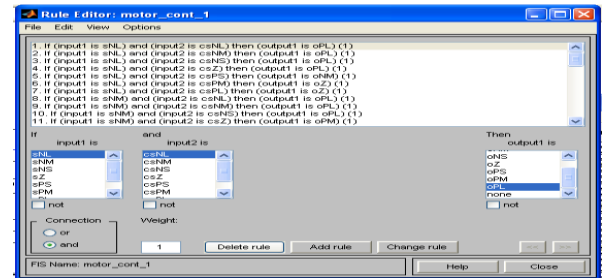 Rule Editor: motor_cont_1
File Edit View Options
1. If (input1 is sNL) and (input2 is csNL) then (output1 is oPL) (1)
2. If (input1 is sNL) and (input2 is csNM) then (output1 is oPL) (1)
3. If (input1 is sNL) and (input2 is csNS) then (output1 is oPL) (1)
4. If (input1 is sNL) and (input2 is csZ) then (output1 is oPL) (1)
5. If (input1 is sNL) and (input2 is csPS) then (output1 is oNM) (1)
6. If (input1 is sNL) and (input2 is csPM) then (output1 is oZ) (1)
7. If (input1 is sNL) and (input2 is csPL) then (output1 is oZ) (1)
8. If (input1 is sNM) and (input2 is csNL) then (output1 is oPL) (1)
9. If (input1 is sNM) and (input2 is csNM) then (output1 is oPL) (1)
10. If (input1 is sNM) and (input2 is csNS) then (output1 is oPL) (1)
11. If (input1 is sNM) and (input2 is csZ) then (output1 is oPM) (1)
If and Then
input1 is input2 is output1 is
sNL csNL
sNM csNM oNS
sNS csNS oZ
sZ csZ oPS
sPS csPS oPM
sPM csPM oPL
none
not not not
Connection Weight:
or
and 1 Delete rule Add rule Change rule << >>
FIS Name: motor_cont_1 Help Close